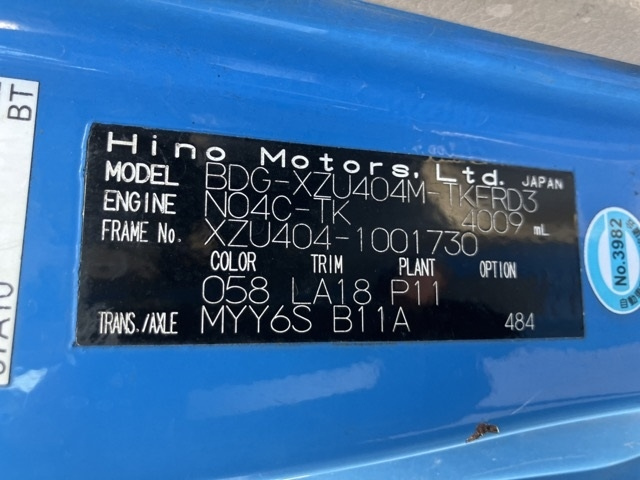 Hino Motors, Ltd. JAPAN
MODEL BDG-XZU404M-TKFRD3
ENGINE N04C-TK 4009 mL
FRAME No. XZU404-1001730
COLOR TRIM PLANT OPTION
058 LA18 P11
TRANS./AXLE MYY6S B11A 484
BT
No.3982